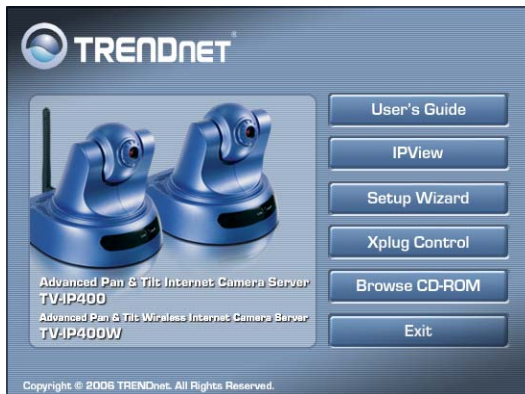 TRENDnet
User's Guide
IPView
Setup Wizard
Xplug Control
Browse CD-ROM
Exit
Advanced Pan & Tilt Internet Camera Server
TV-IP400
Advanced Pan & Tilt Wireless Internet Camera Server
TV-IP400W
Copyright © 2006 TRENDnet. All Rights Reserved.